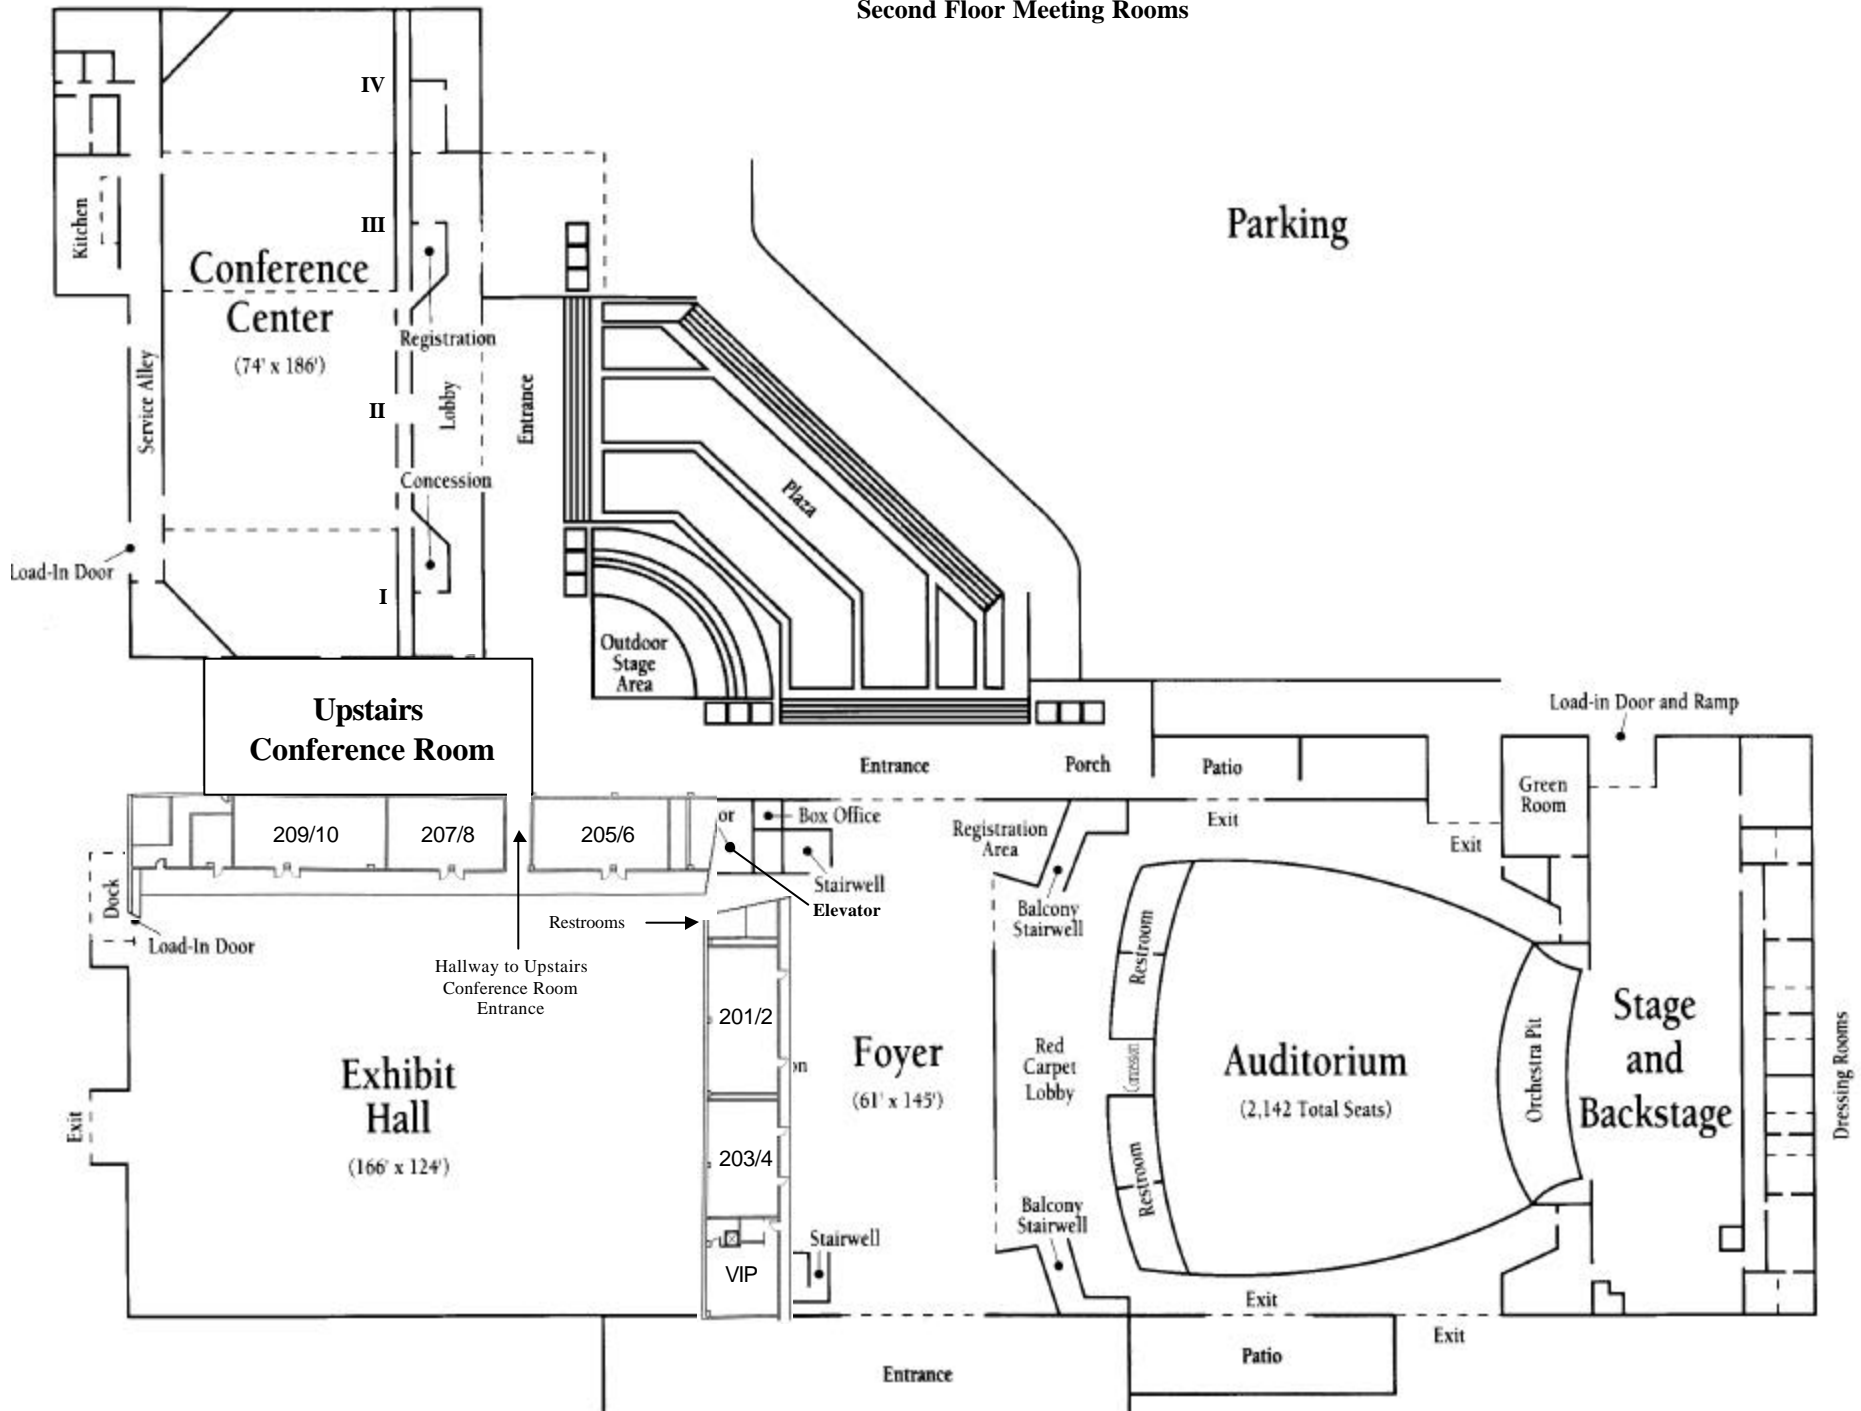 Second Floor Meeting Rooms
IV
Parking
Kitchen
III
Conference
Center
(74' x 186')
Registration
Service Alley
II
Lobby
Entrance
Concession
Plaza
Load-In Door
I
Outdoor
Stage
Area
Upstairs
Conference Room
Load-in Door and Ramp
Entrance
Porch
Patio
Green
Room
209/10
207/8
205/6
or
Box Office
Registration
Area
Exit
Exit
Stairwell
Elevator
Dock
Restrooms
Balcony
Stairwell
Load-In Door
Restroom
Hallway to Upstairs
Conference Room
Entrance
201/2
Exhibit
Hall
(166' x 124')
Exit
on
Foyer
(61' x 145')
Red
Carpet
Lobby
Concession
Auditorium
(2,142 Total Seats)
Orchestra Pit
Stage
and
Backstage
Dressing Rooms
203/4
Restroom
Balcony
Stairwell
Stairwell
VIP
Exit
Exit
Patio
Entrance